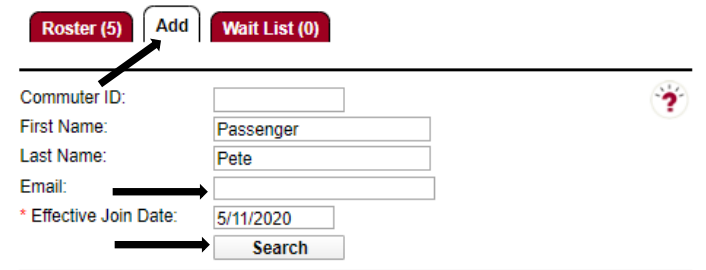 Roster (5) Add Wait List (0)
Commuter ID:
First Name: Passenger
Last Name: Pete
Email:
* Effective Join Date: 5/11/2020
Search
?